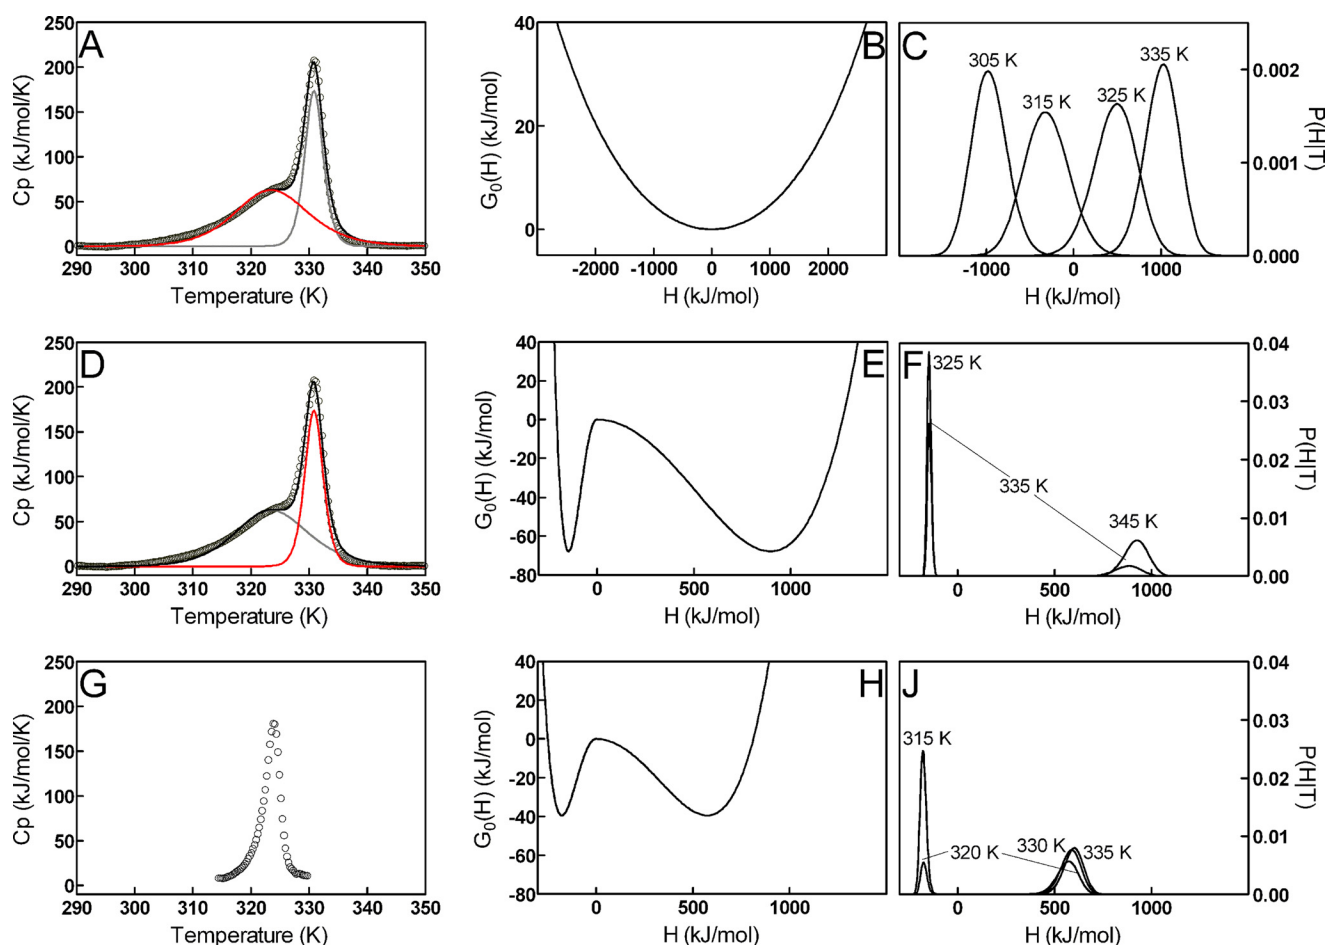 A
Cp (kJ/mol/K)
250
200
150
100
50
0
290 300 310 320 330 340 350
Temperature (K)
B
G₀(H) (kJ/mol)
40
20
0
-2000 -1000 0 1000 2000
H (kJ/mol)
C
305 K
315 K
325 K
335 K
0.002
0.001
0.000
P(H|T)
-1000 0 1000
H (kJ/mol)
D
Cp (kJ/mol/K)
250
200
150
100
50
0
290 300 310 320 330 340 350
Temperature (K)
E
G₀(H) (kJ/mol)
40
20
0
-20
-40
-60
-80
0 500 1000
H (kJ/mol)
F
325 K
335 K
345 K
0.04
0.03
0.02
0.01
0.00
P(H|T)
0 500 1000
H (kJ/mol)
G
Cp (kJ/mol/K)
250
200
150
100
50
0
290 300 310 320 330 340 350
Temperature (K)
H
G₀(H) (kJ/mol)
40
20
0
-20
-40
-60
-80
0 500 1000
H (kJ/mol)
J
315 K
320 K
330 K
335 K
0.04
0.03
0.02
0.01
0.00
P(H|T)
0 500 1000
H (kJ/mol)